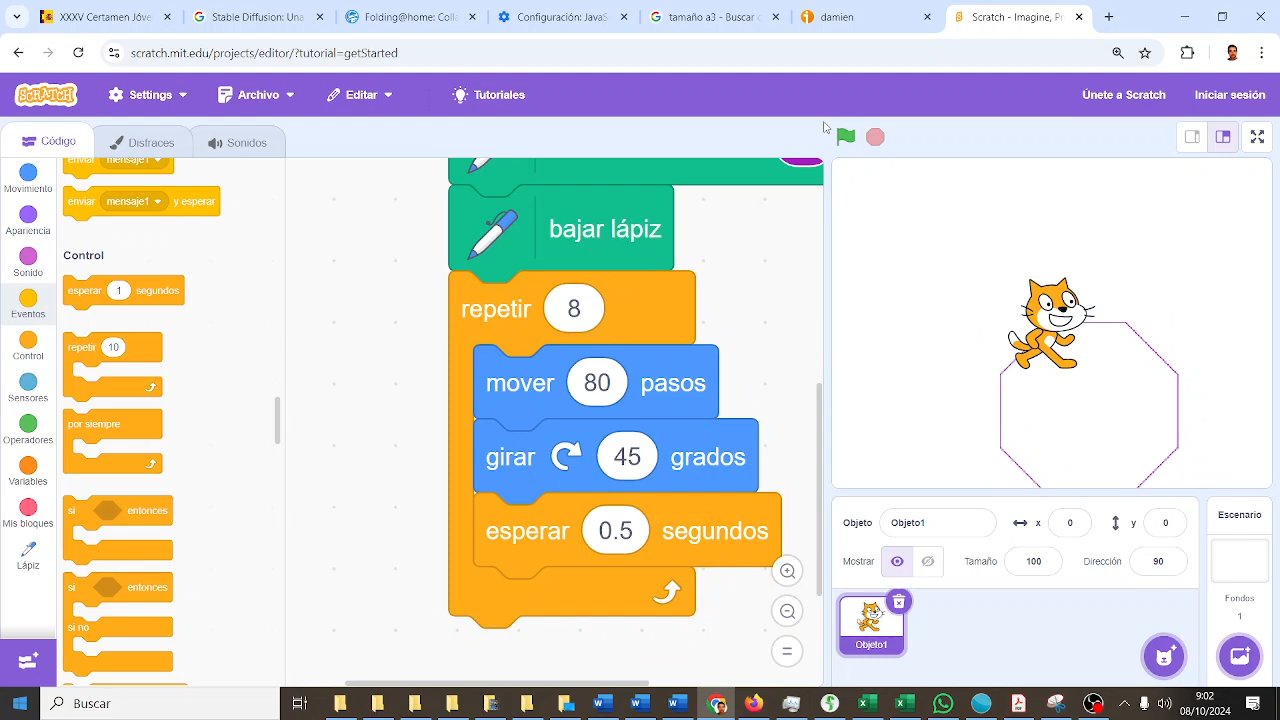 XXXV Certamen Jóve
Stable Diffusion: Una
Folding@home: Col
Configuración: JavaS
tamaño a3 - Buscar c
damien
Scratch - Imagine, Pr
scratch.mit.edu/projects/editor/?tutorial=getStarted
SCRATCH
Settings
Archivo
Editar
Tutoriales
Únete a Scratch
Iniciar sesión
Código
Disfraces
Sonidos
Movimiento
Apariencia
Sonido
Eventos
Control
Sensores
Operadores
Variables
Mis bloques
Lápiz
enviar mensaje1
enviar mensaje1 y esperar
Control
esperar 1 segundos
repetir 10
por siempre
si entonces
si entonces
si no
bajar lápiz
repetir 8
mover 80 pasos
girar 45 grados
esperar 0.5 segundos
Objeto Objeto1 x 0 y 0
Mostrar Tamaño 100 Dirección 90
Objeto1
Escenario
Fondos
1
Buscar
9:02
08/10/2024